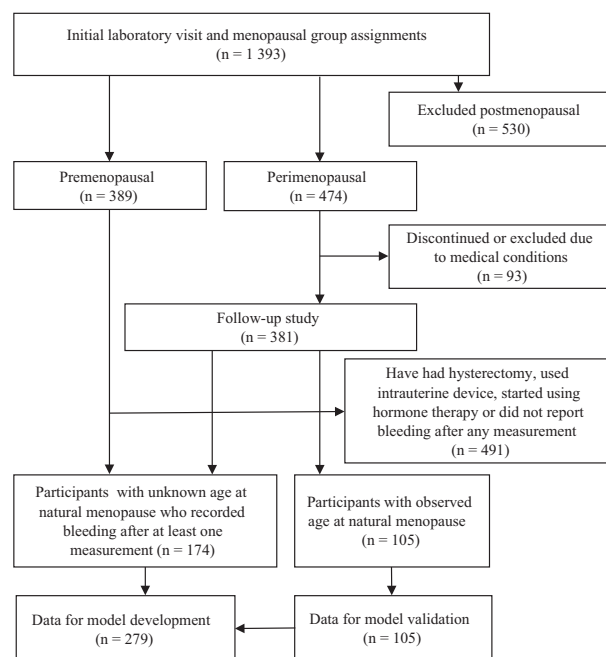 Initial laboratory visit and menopausal group assignments
(n = 1 393)
Excluded postmenopausal
(n = 530)
Premenopausal
(n = 389)
Perimenopausal
(n = 474)
Discontinued or excluded due
to medical conditions
(n = 93)
Follow-up study
(n = 381)
Have had hysterectomy, used
intrauterine device, started using
hormone therapy or did not report
bleeding after any measurement
(n = 491)
Participants with unknown age at
natural menopause who recorded
bleeding after at least one
measurement (n = 174)
Participants with observed
age at natural menopause
(n = 105)
Data for model development
(n = 279)
Data for model validation
(n = 105)